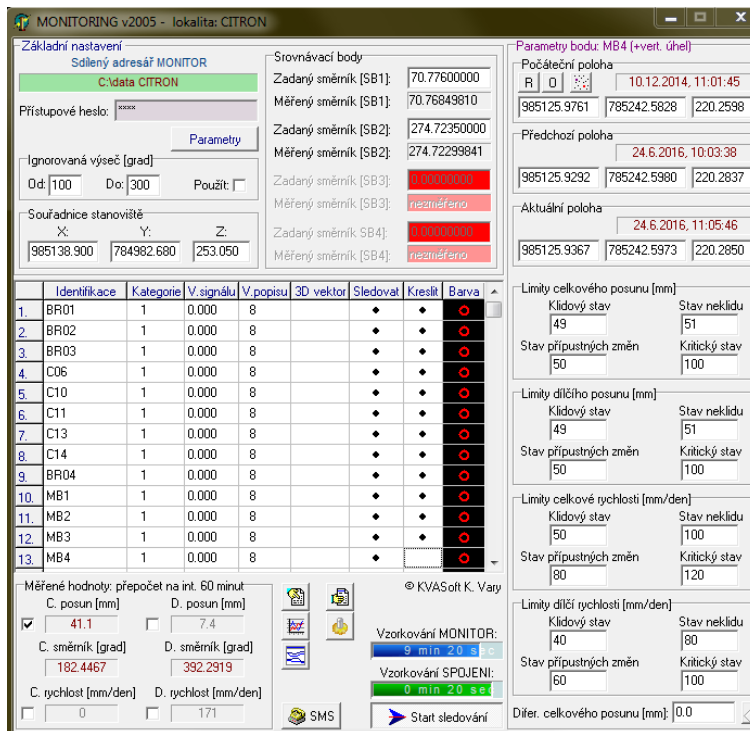 MONITORING v2005 - lokalita: CITRON
Základní nastavení
Sdílený adresář MONITOR
C:\data CITRON
Přístupové heslo: ****
Parametry
Ignorovaná výseč [grad]
Od: 100 Do: 300 Použít:
Souřadnice stanoviště
X: Y: Z:
985138.900 784982.680 253.050
Srovnávací body
Zadaný směrník [SB1]: 70.77600000
Měřený směrník [SB1]: 70.76849810
Zadaný směrník [SB2]: 274.72350000
Měřený směrník [SB2]: 274.72299841
Zadaný směrník [SB3]: 0.00000000
Měřený směrník [SB3]: nezměřeno
Zadaný směrník SB4]: 0.00000000
Měřený směrník [SB4]: nezměřeno
Identifikace Kategorie V.signálu V.popisu 3D vektor Sledovat Kreslit Barva
1. BR01 1 0.000 8
2. BR02 1 0.000 8
3. BR03 1 0.000 8
4. C06 1 0.000 8
5. C10 1 0.000 8
6. C11 1 0.000 8
7. C13 1 0.000 8
8. C14 1 0.000 8
9. BR04 1 0.000 8
10. MB1 1 0.000 8
11. MB2 1 0.000 8
12. MB3 1 0.000 8
13. MB4 1 0.000 8
Měřené hodnoty: přepočet na int. 60 minut
C. posun [mm] D. posun [mm]
41.1 7.4
C. směrník [grad] D. směrník [grad]
182.4467 392.2919
C. rychlost [mm/den] D. rychlost [mm/den]
0 171
© KVASoft K. Vary
Vzorkování MONITOR:
9 min 20 sec
Vzorkování SPOJENI:
0 min 20 sec
SMS
Start sledování
Parametry bodu: MB4 (+vert. úhel)
Počáteční poloha
R O 10.12.2014, 11:01:45
985125.9761 785242.5828 220.2598
Předchozí poloha
24.6.2016, 10:03:38
985125.9292 785242.5980 220.2837
Aktuální poloha
24.6.2016, 11:05:46
985125.9367 785242.5973 220.2850
Limity celkového posunu [mm]
Klidový stav Stav neklidu
49 51
Stav přípustných změn Kritický stav
50 100
Limity dílčího posunu [mm]
Klidový stav Stav neklidu
49 51
Stav přípustných změn Kritický stav
50 100
Limity celkové rychlosti [mm/den]
Klidový stav Stav neklidu
50 100
Stav přípustných změn Kritický stav
80 120
Limity dílčí rychlosti [mm/den]
Klidový stav Stav neklidu
40 80
Stav přípustných změn Kritický stav
60 100
Difer. celkového posunu [mm]: 0.0